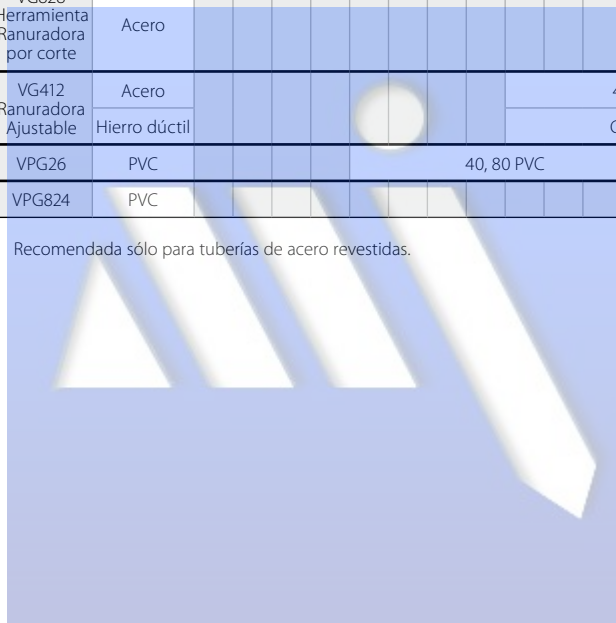 Herramienta
Ranuradora
por corte
Acero
VG412
Ranuradora
Ajustable
Acero
Hierro dúctil
VPG26
PVC
40, 80 PVC
VPG824
PVC
Recomendada sólo para tuberías de acero revestidas.